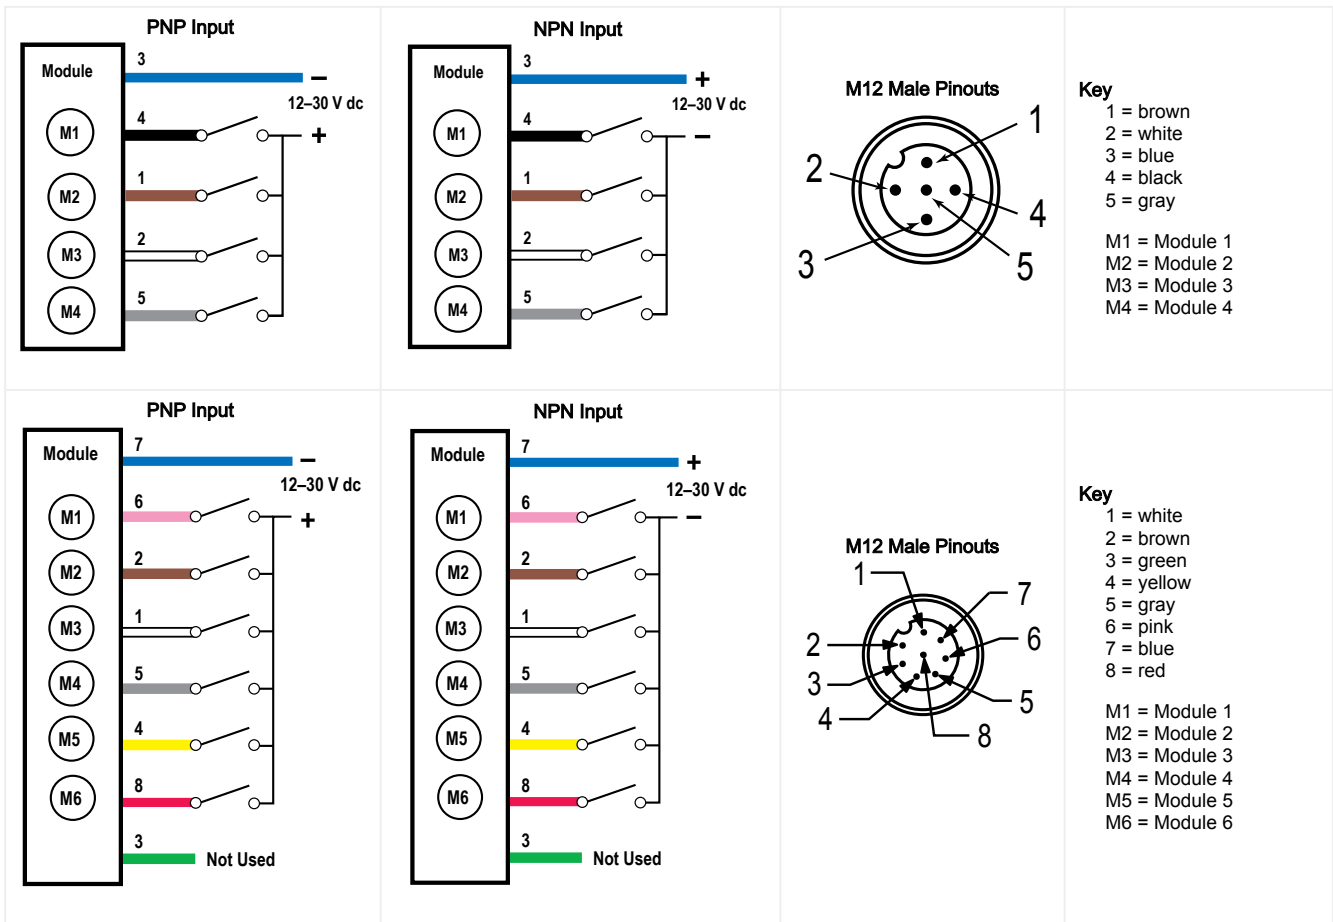 PNP Input
Module
3
−
12–30 V dc
M1
4
+
M2
1
M3
2
M4
5
NPN Input
Module
3
+
12–30 V dc
M1
4
−
M2
1
M3
2
M4
5
M12 Male Pinouts
1
2
4
3
5
Key
1 = brown
2 = white
3 = blue
4 = black
5 = gray
M1 = Module 1
M2 = Module 2
M3 = Module 3
M4 = Module 4
PNP Input
Module
7
−
12–30 V dc
M1
6
+
M2
2
M3
1
M4
5
M5
4
M6
8
3
Not Used
NPN Input
Module
7
+
12–30 V dc
M1
6
−
M2
2
M3
1
M4
5
M5
4
M6
8
3
Not Used
M12 Male Pinouts
1
7
2
6
3
5
4
8
Key
1 = white
2 = brown
3 = green
4 = yellow
5 = gray
6 = pink
7 = blue
8 = red
M1 = Module 1
M2 = Module 2
M3 = Module 3
M4 = Module 4
M5 = Module 5
M6 = Module 6